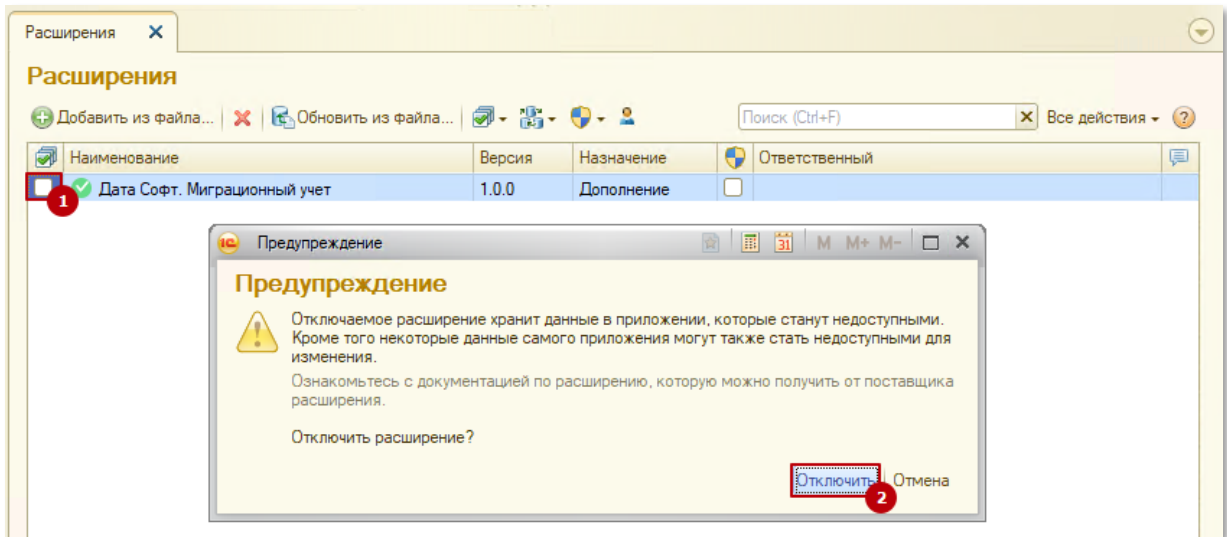 Расширения
Расширения
Добавить из файла... Обновить из файла... Поиск (Ctrl+F) Все действия ?
Наименование Версия Назначение Ответственный
1 Дата Софт. Миграционный учет 1.0.0 Дополнение
1С Предупреждение 31 M M+ M-
Предупреждение
Отключаемое расширение хранит данные в приложении, которые станут недоступными.
Кроме того некоторые данные самого приложения могут также стать недоступными для
изменения.
Ознакомьтесь с документацией по расширению, которую можно получить от поставщика
расширения.
Отключить расширение?
Отключить Отмена
2